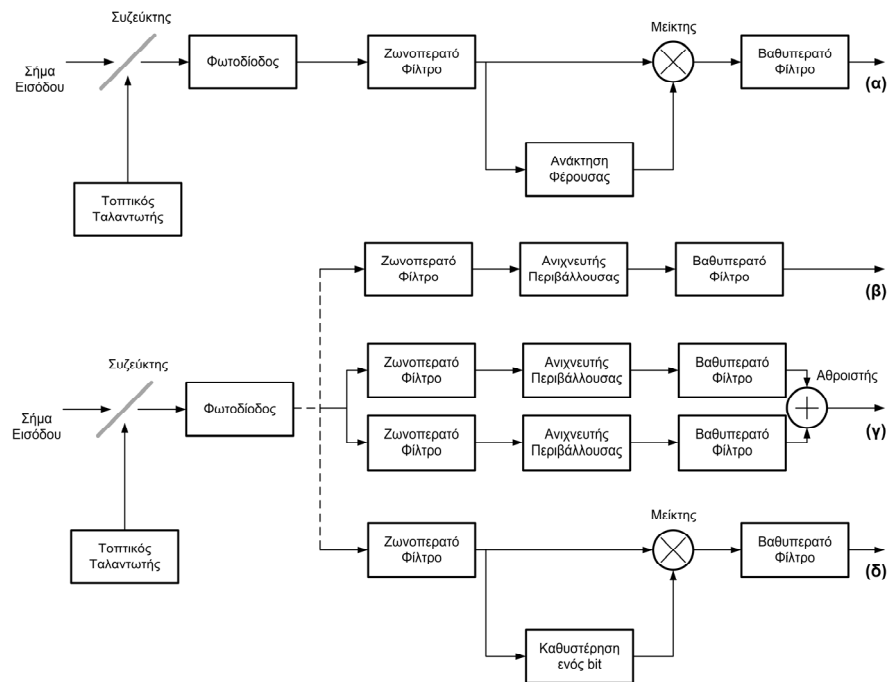 Συζεύκτης
Μείκτης
Σήμα
Εισόδου
Φωτοδίοδος
Ζωνοπερατό
Φίλτρο
Βαθυπερατό
Φίλτρο
(α)
Ανάκτηση
Φέρουσας
Τοπτικός
Ταλαντωτής
Ζωνοπερατό
Φίλτρο
Ανιχνευτής
Περιβάλλουσας
Βαθυπερατό
Φίλτρο
(β)
Συζεύκτης
Σήμα
Εισόδου
Φωτοδίοδος
Ζωνοπερατό
Φίλτρο
Ανιχνευτής
Περιβάλλουσας
Βαθυπερατό
Φίλτρο
Αθροιστής
Ζωνοπερατό
Φίλτρο
Ανιχνευτής
Περιβάλλουσας
Βαθυπερατό
Φίλτρο
(γ)
Τοπτικός
Ταλαντωτής
Μείκτης
Ζωνοπερατό
Φίλτρο
Βαθυπερατό
Φίλτρο
(δ)
Καθυστέρηση
ενός bit